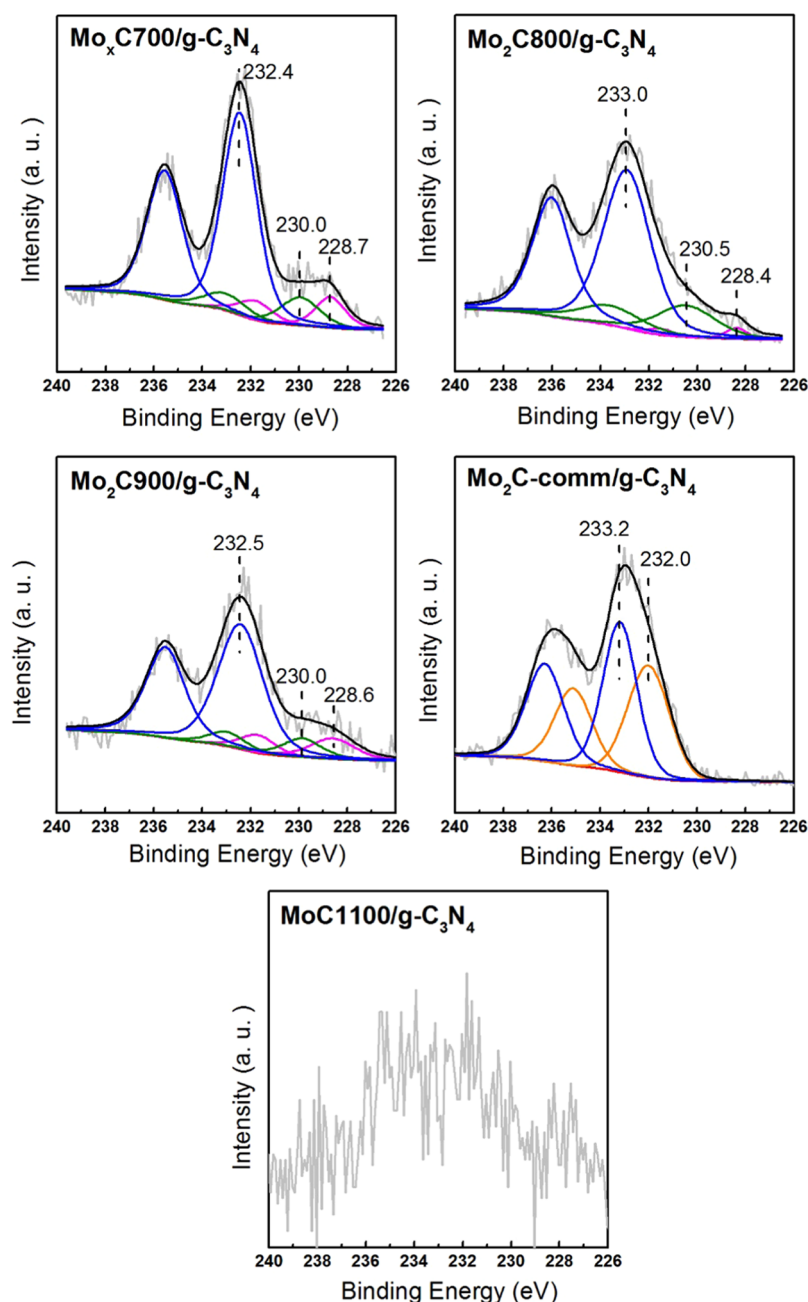 MoxC700/g-C3N4
232.4
230.0
228.7
Intensity (a. u. )
240 238 236 234 232 230 228 226
Binding Energy (eV)
Mo2C800/g-C3N4
233.0
230.5
228.4
Intensity (a. u. )
240 238 236 234 232 230 228 226
Binding Energy (eV)
Mo2C900/g-C3N4
232.5
230.0
228.6
Intensity (a. u. )
240 238 236 234 232 230 228 226
Binding Energy (eV)
Mo2C-comm/g-C3N4
233.2
232.0
Intensity (a. u. )
240 238 236 234 232 230 228 226
Binding Energy (eV)
MoC1100/g-C3N4
Intensity (a. u. )
240 238 236 234 232 230 228 226
Binding Energy (eV)